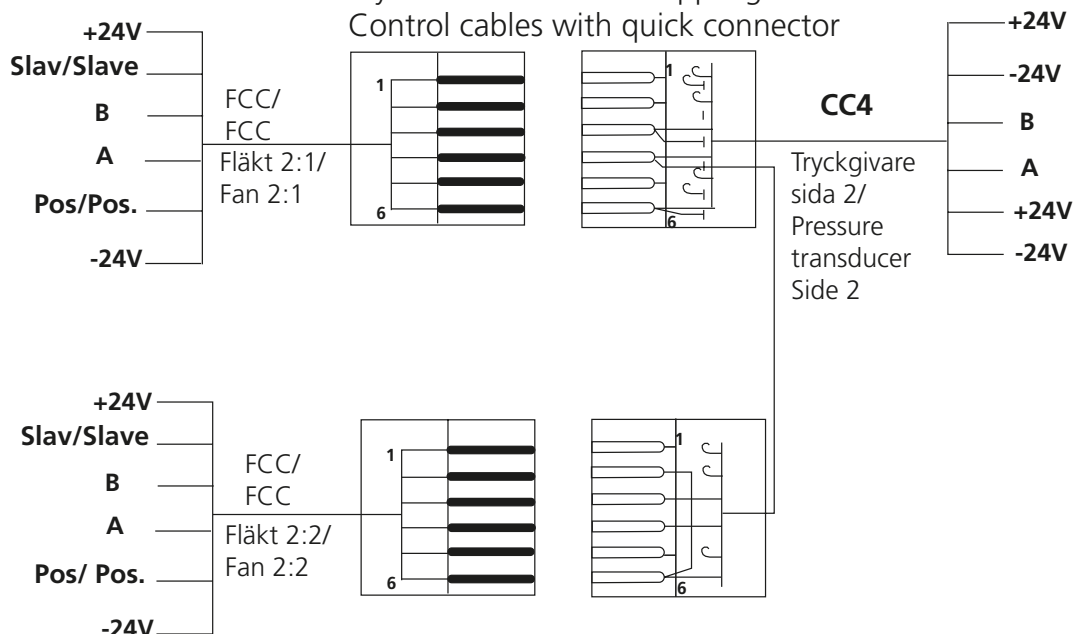 Control cables with quick connector
+24V
Slav/Slave
B
A
Pos/Pos.
-24V
FCC/
FCC
Fläkt 2:1/
Fan 2:1
1
6
1
6
CC4
Tryckgivare
sida 2/
Pressure
transducer
Side 2
+24V
-24V
B
A
+24V
-24V
+24V
Slav/Slave
B
A
Pos/ Pos.
-24V
FCC/
FCC
Fläkt 2:2/
Fan 2:2
1
6
1
6